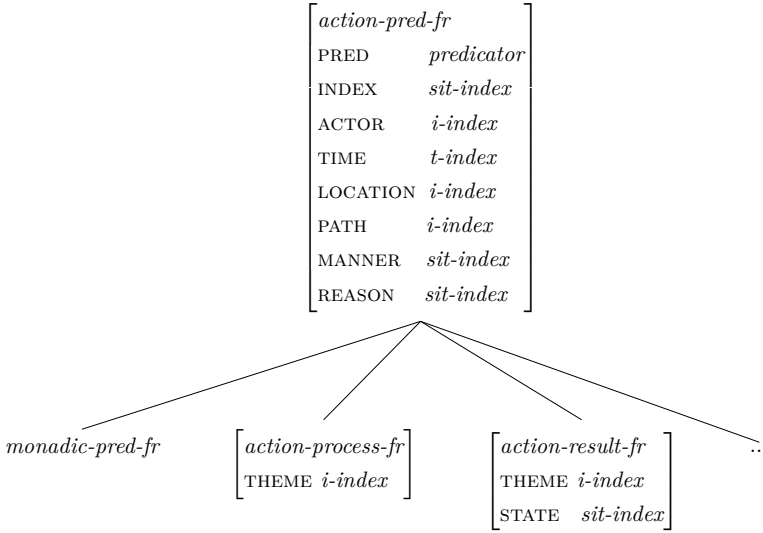 action-pred-fr
PRED predicator
INDEX sit-index
ACTOR i-index
TIME t-index
LOCATION i-index
PATH i-index
MANNER sit-index
REASON sit-index
monadic-pred-fr
action-process-fr
THEME i-index
action-result-fr
THEME i-index
STATE sit-index
..